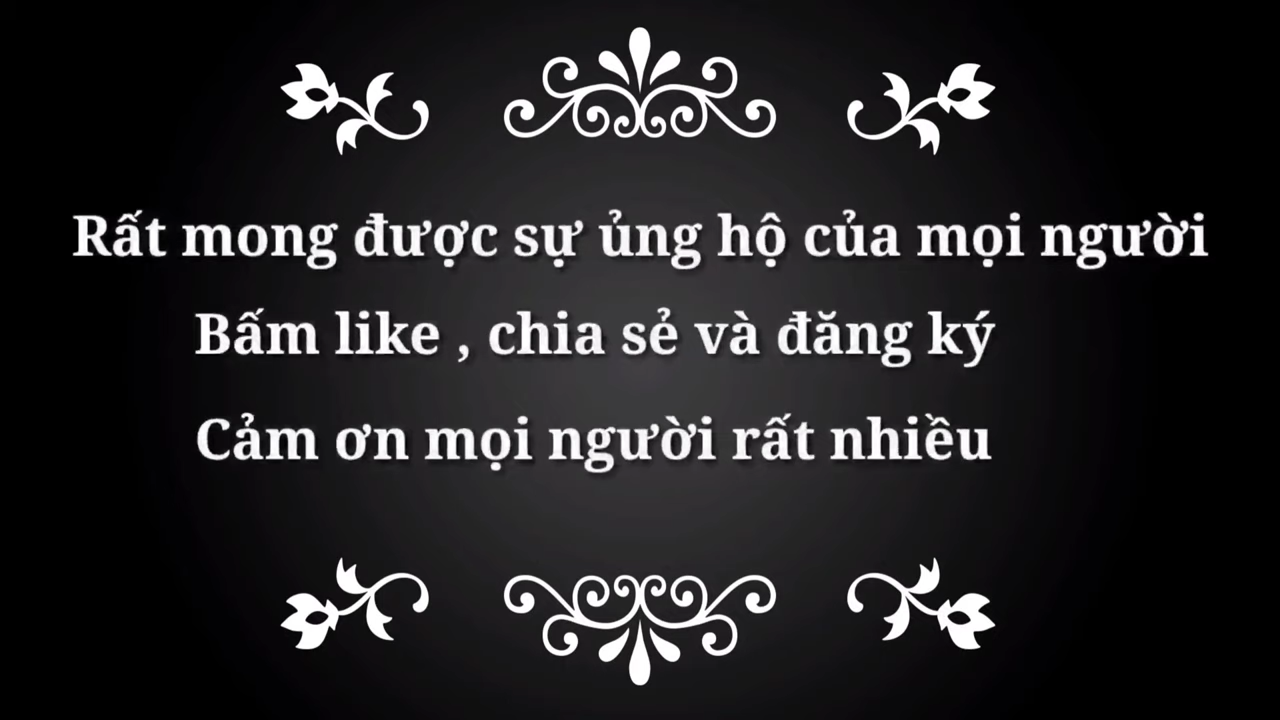 Rất mong được sự ủng hộ của mọi người
Bấm like , chia sẻ và đăng ký
Cảm ơn mọi người rất nhiều